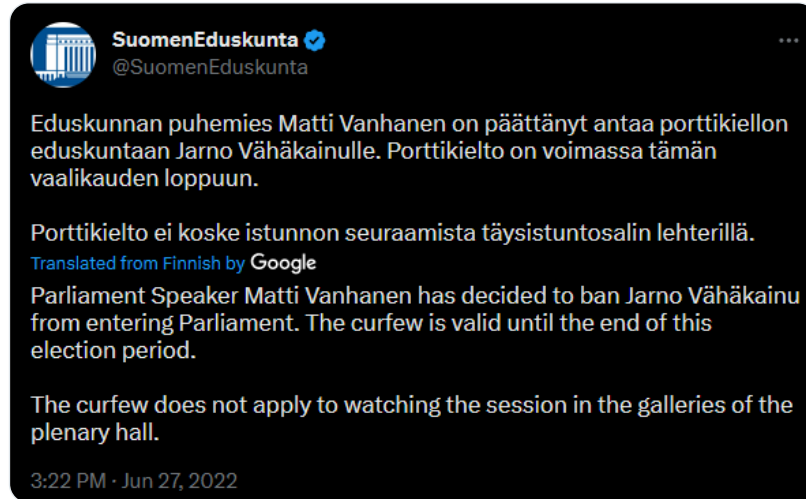 SuomenEduskunta
@SuomenEduskunta
Eduskunnan puhemies Matti Vanhanen on päättänyt antaa porttikiellon
eduskuntaan Jarno Vähäkainulle. Porttikielto on voimassa tämän
vaalikauden loppuun.
Porttikielto ei koske istunnon seuraamista täysistuntosalin lehterillä.
Translated from Finnish by Google
Parliament Speaker Matti Vanhanen has decided to ban Jarno Vähäkainu
from entering Parliament. The curfew is valid until the end of this
election period.
The curfew does not apply to watching the session in the galleries of the
plenary hall.
3:22 PM · Jun 27, 2022